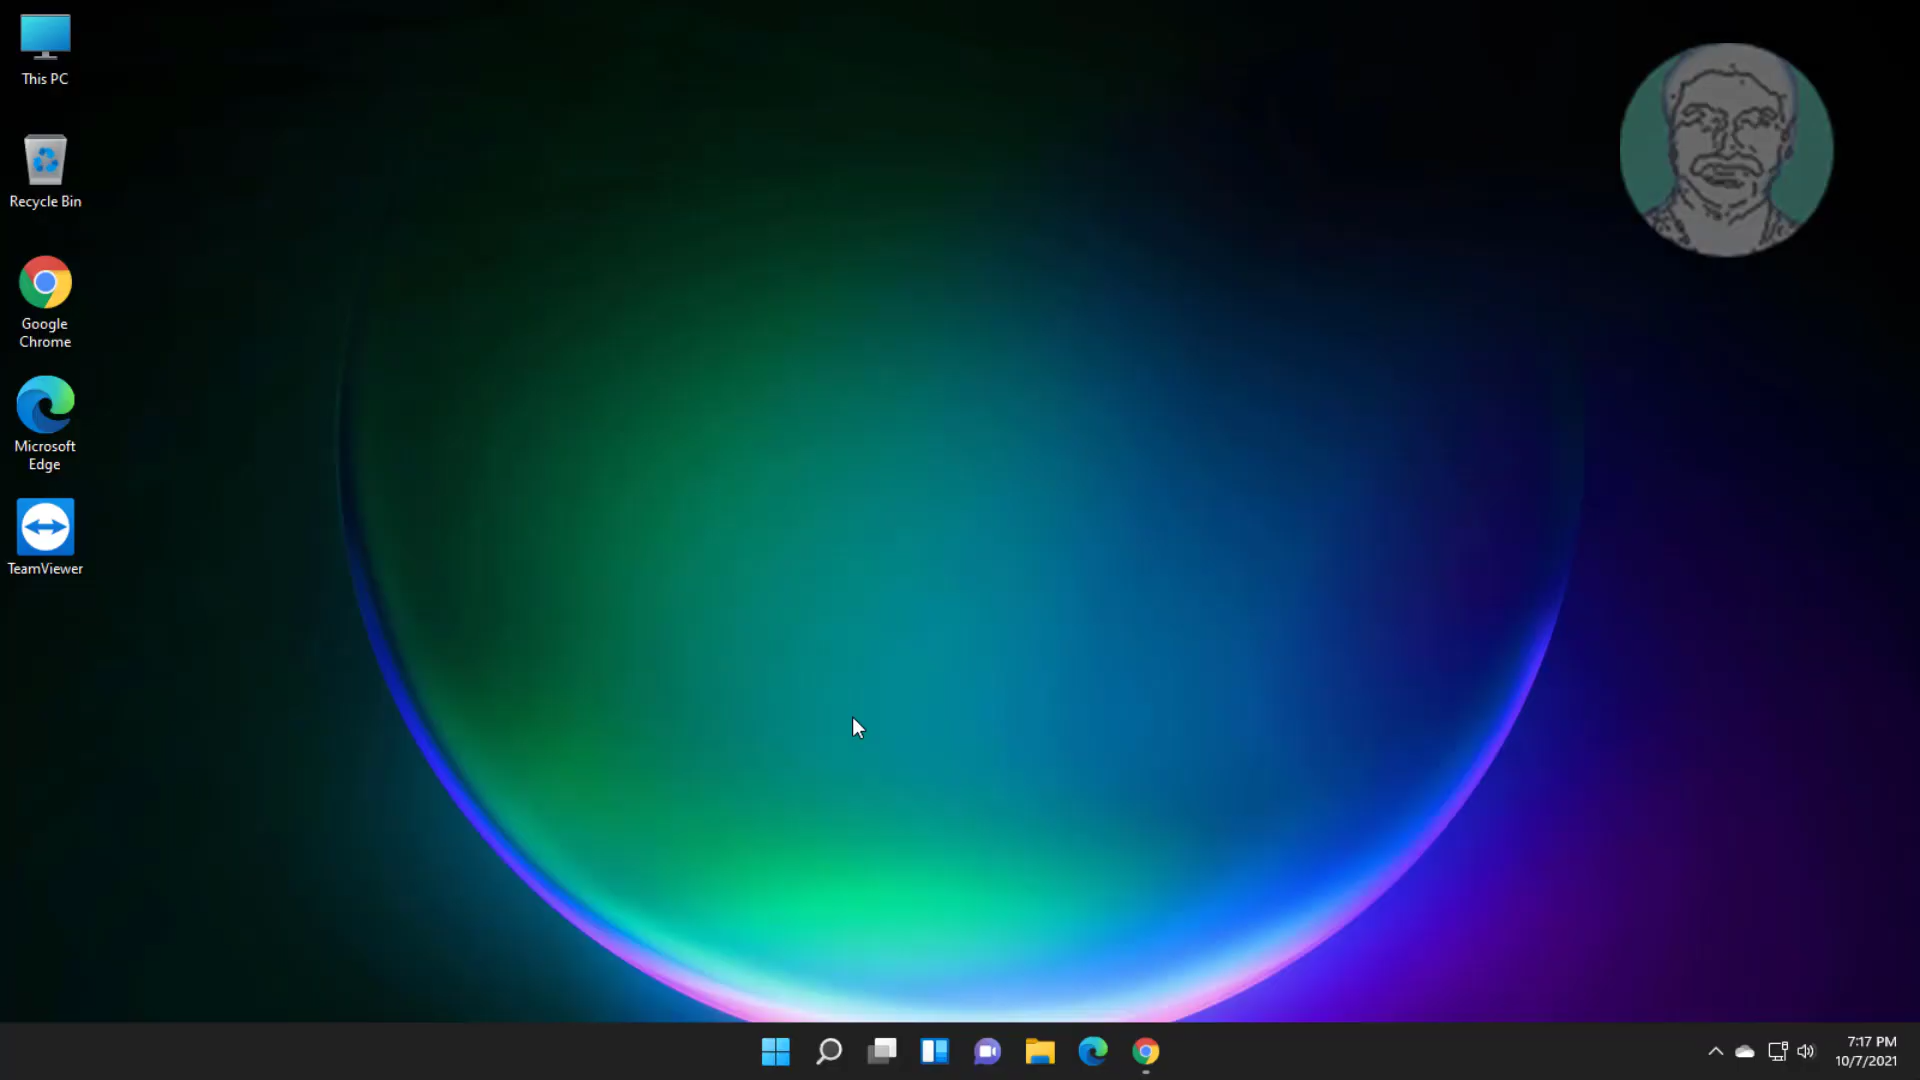 This PC
Recycle Bin
Google
Chrome
Microsoft
Edge
TeamViewer
7:17 PM
10/7/2021